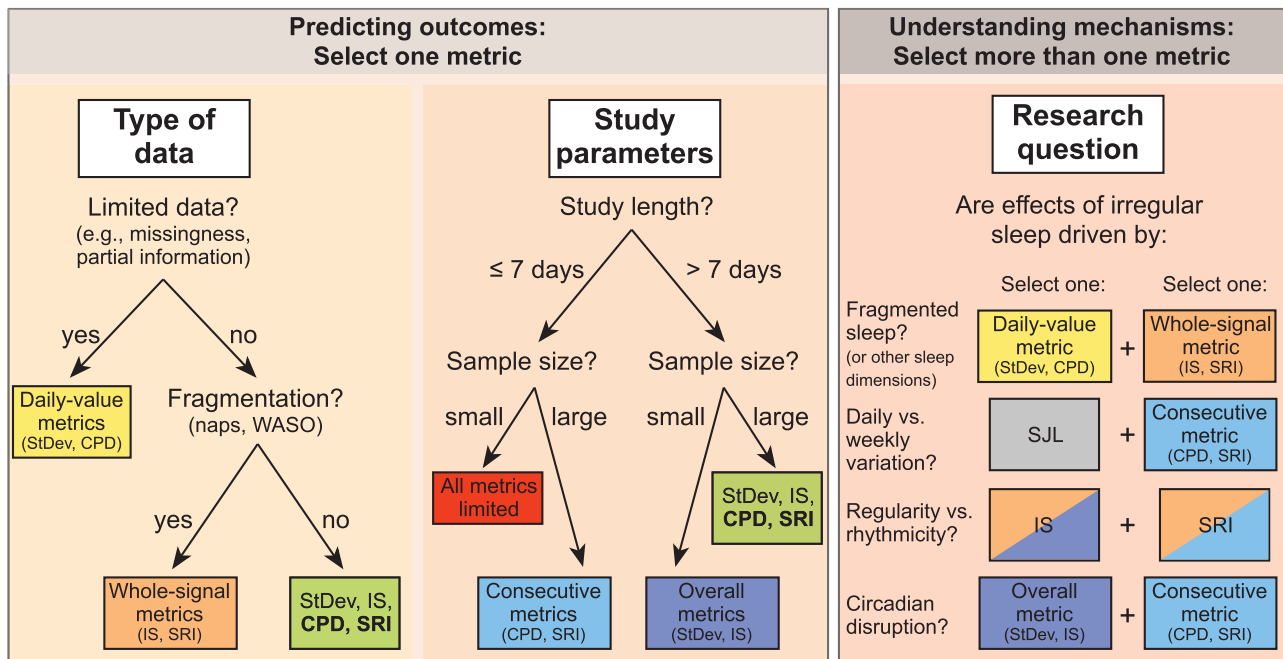 Predicting outcomes:
Select one metric
Type of
data
Limited data?
(e.g., missingness,
partial information)
yes
no
Daily-value
metrics
(StDev, CPD)
Fragmentation?
(naps, WASO)
yes
no
Whole-signal
metrics
(IS, SRI)
StDev, IS,
CPD, SRI
Study
parameters
Study length?
≤ 7 days
> 7 days
Sample size?
Sample size?
small
large
small
large
All metrics
limited
StDev, IS,
CPD, SRI
Consecutive
metrics
(CPD, SRI)
Overall
metrics
(StDev, IS)
Understanding mechanisms:
Select more than one metric
Research
question
Are effects of irregular
sleep driven by:
Select one:
Select one:
Fragmented
sleep?
(or other sleep
dimensions)
Daily-value
metric
(StDev, CPD)
+
Whole-signal
metric
(IS, SRI)
Daily vs.
weekly
variation?
SJL
+
Consecutive
metric
(CPD, SRI)
Regularity vs.
rhythmicity?
IS
+
SRI
Circadian
disruption?
Overall
metric
(StDev, IS)
+
Consecutive
metric
(CPD, SRI)